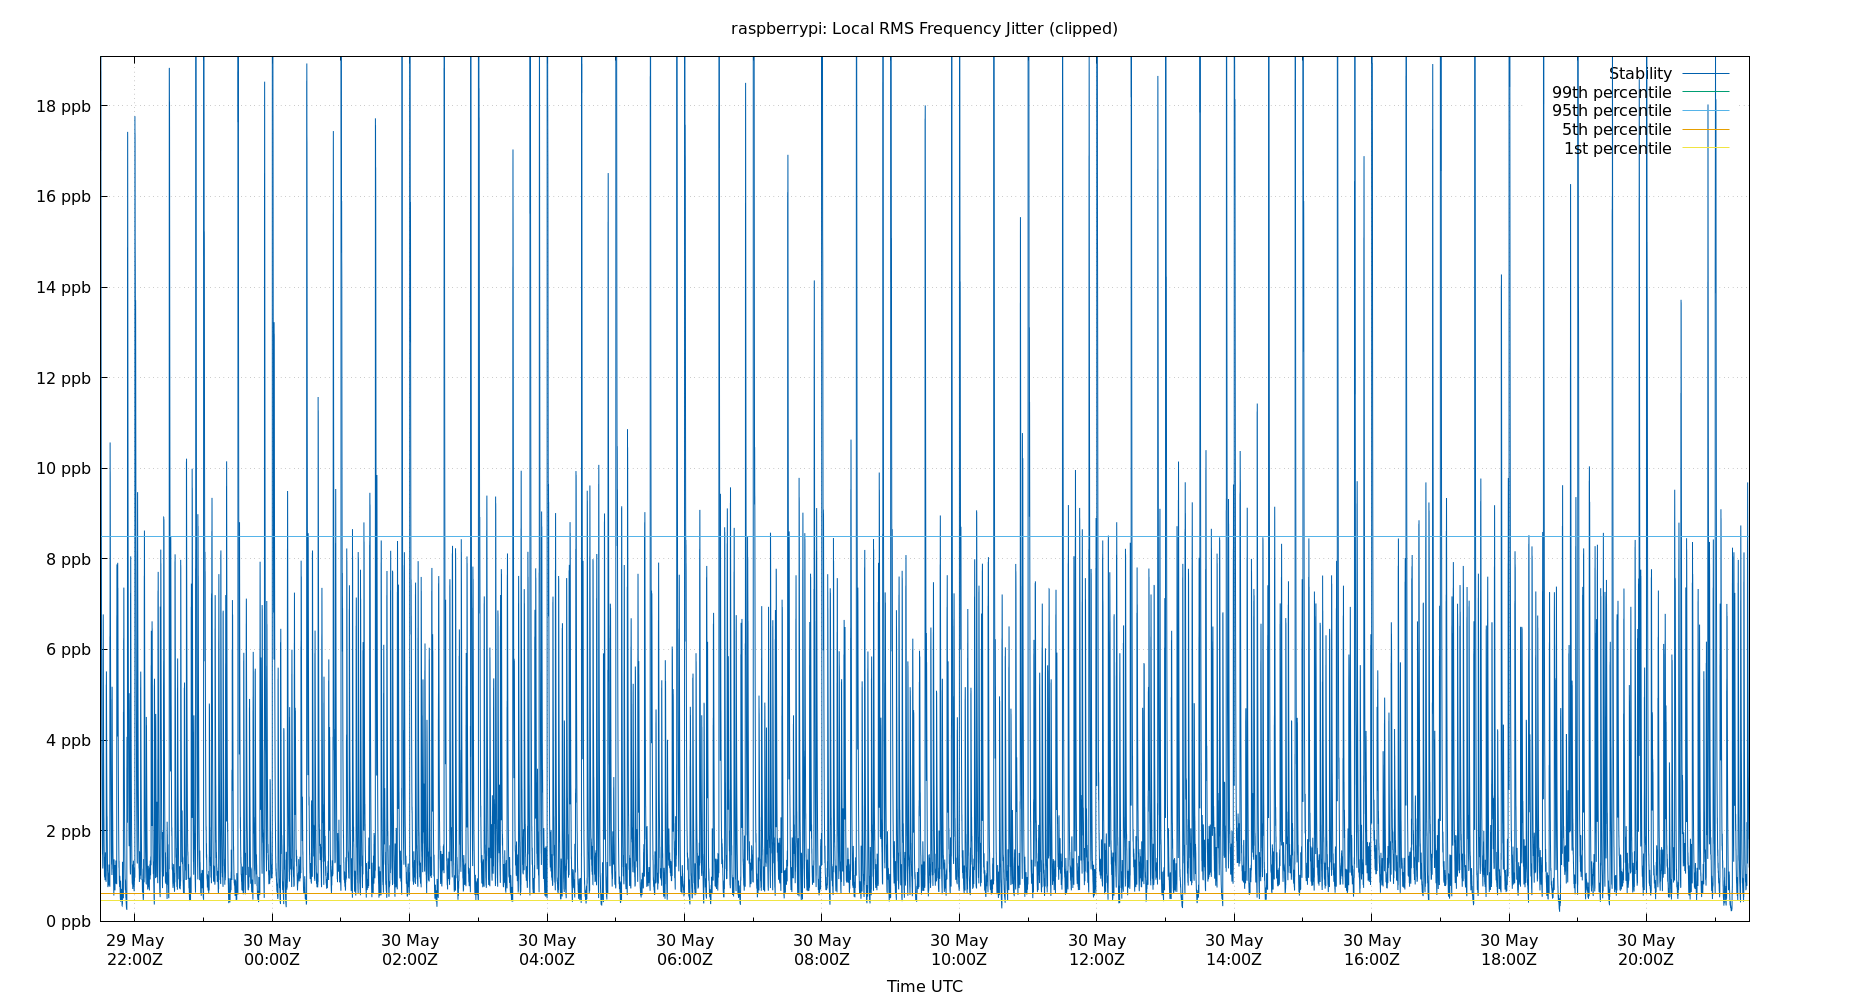 raspberrypi: Local RMS Frequency Jitter (clipped)
Stability
99th percentile
95th percentile
5th percentile
1st percentile
18 ppb
16 ppb
14 ppb
12 ppb
10 ppb
8 ppb
6 ppb
4 ppb
2 ppb
0 ppb
29 May 30 May 30 May 30 May 30 May 30 May 30 May 30 May 30 May 30 May 30 May 30 May
22:00Z 00:00Z 02:00Z 04:00Z 06:00Z 08:00Z 10:00Z 12:00Z 14:00Z 16:00Z 18:00Z 20:00Z
Time UTC